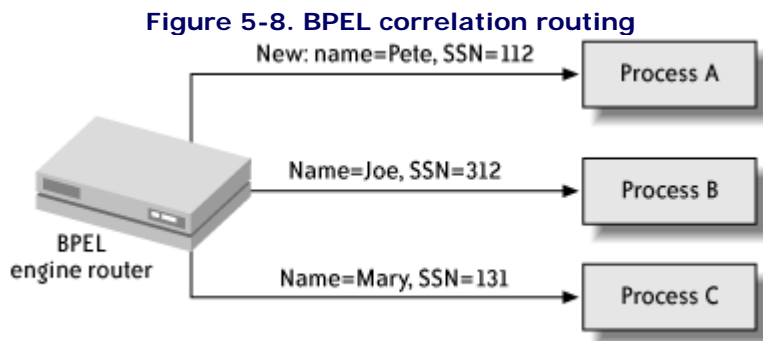 Figure 5-8. BPEL correlation routing
New: name=Pete, SSN=112
Process A
Name=Joe, SSN=312
Process B
BPEL
engine router
Name=Mary, SSN=131
Process C